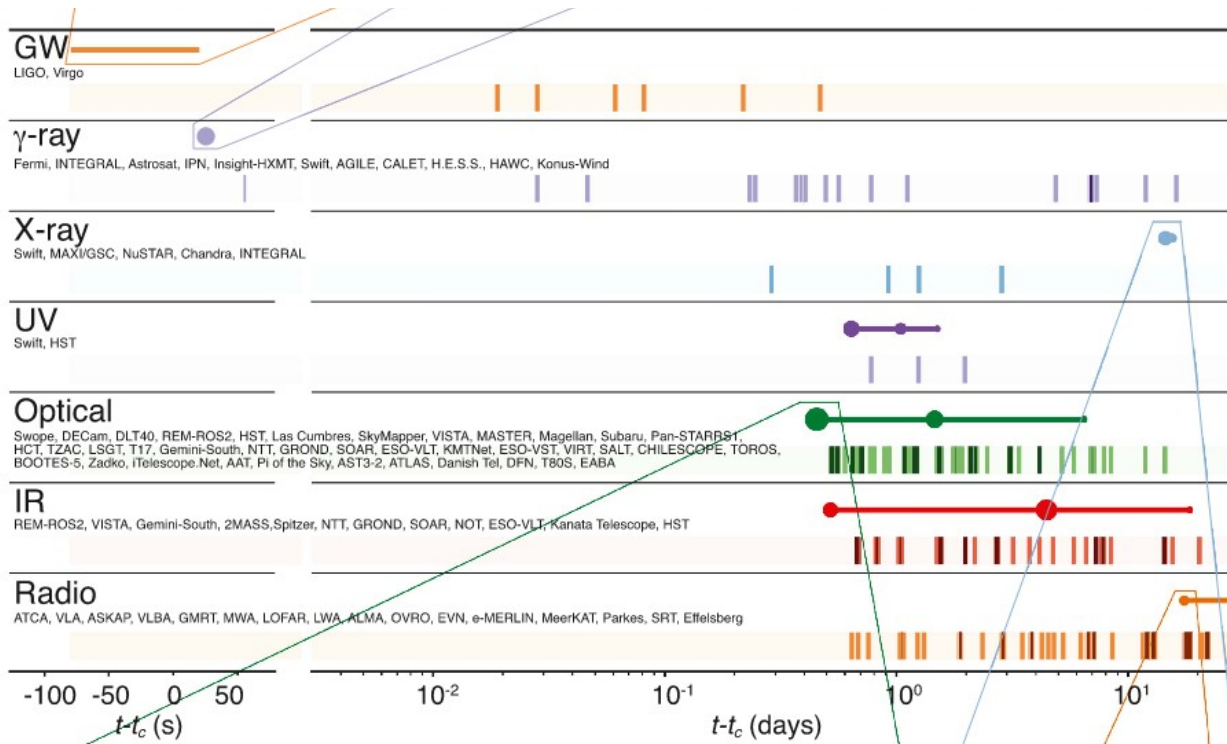 GW
LIGO, Virgo
γ-ray
Fermi, INTEGRAL, Astrosat, IPN, Insight-HXMT, Swift, AGILE, CALET, H.E.S.S., HAWC, Konus-Wind
X-ray
Swift, MAXI/GSC, NuSTAR, Chandra, INTEGRAL
UV
Swift, HST
Optical
Swope, DECam, DLT40, REM-ROS2, HST, Las Cumbres, SkyMapper, VISTA, MASTER, Magellan, Subaru, Pan-STARRS1,
HCT, TZAC, LSGT, T17, Gemini-South, NTT, GROND, SOAR, ESO-VLT, KMTNet, ESO-VST, VIRT, SALT, CHILESCOPE, TOROS,
BOOTES-5, Zadko, iTelescope.Net, AAT, Pi of the Sky, AST3-2, ATLAS, Danish Tel, DFN, T80S, EABA
IR
REM-ROS2, VISTA, Gemini-South, 2MASS,Spitzer, NTT, GROND, SOAR, NOT, ESO-VLT, Kanata Telescope, HST
Radio
ATCA, VLA, ASKAP, VLBA, GMRT, MWA, LOFAR, LWA, ALMA, OVRO, EVN, e-MERLIN, MeerKAT, Parkes, SRT, Effelsberg
-100 -50 0 50 10⁻² 10⁻¹ 10⁰ 10¹
t-t_c (s) t-t_c (days)